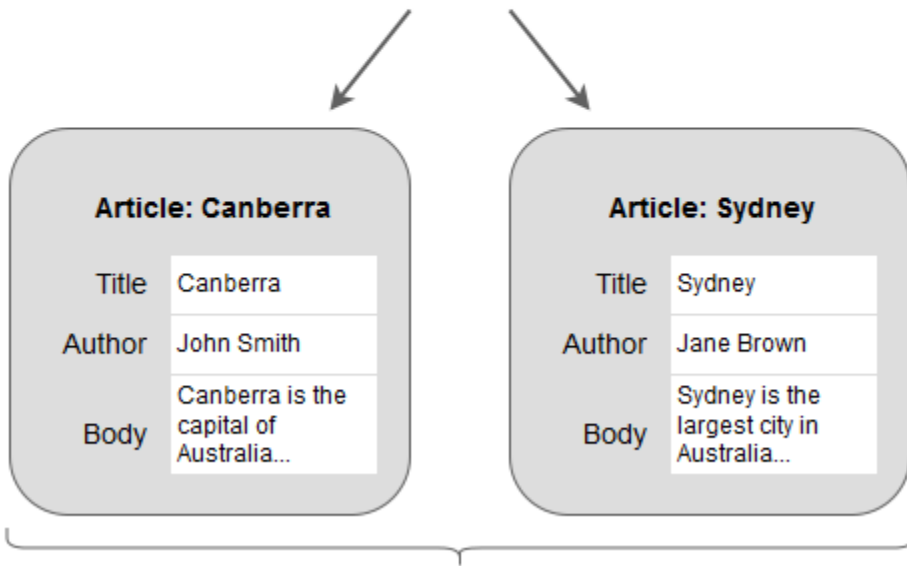 Article: Canberra
Title Canberra
Author John Smith
Body Canberra is the
capital of
Australia...
Article: Sydney
Title Sydney
Author Jane Brown
Body Sydney is the
largest city in
Australia...